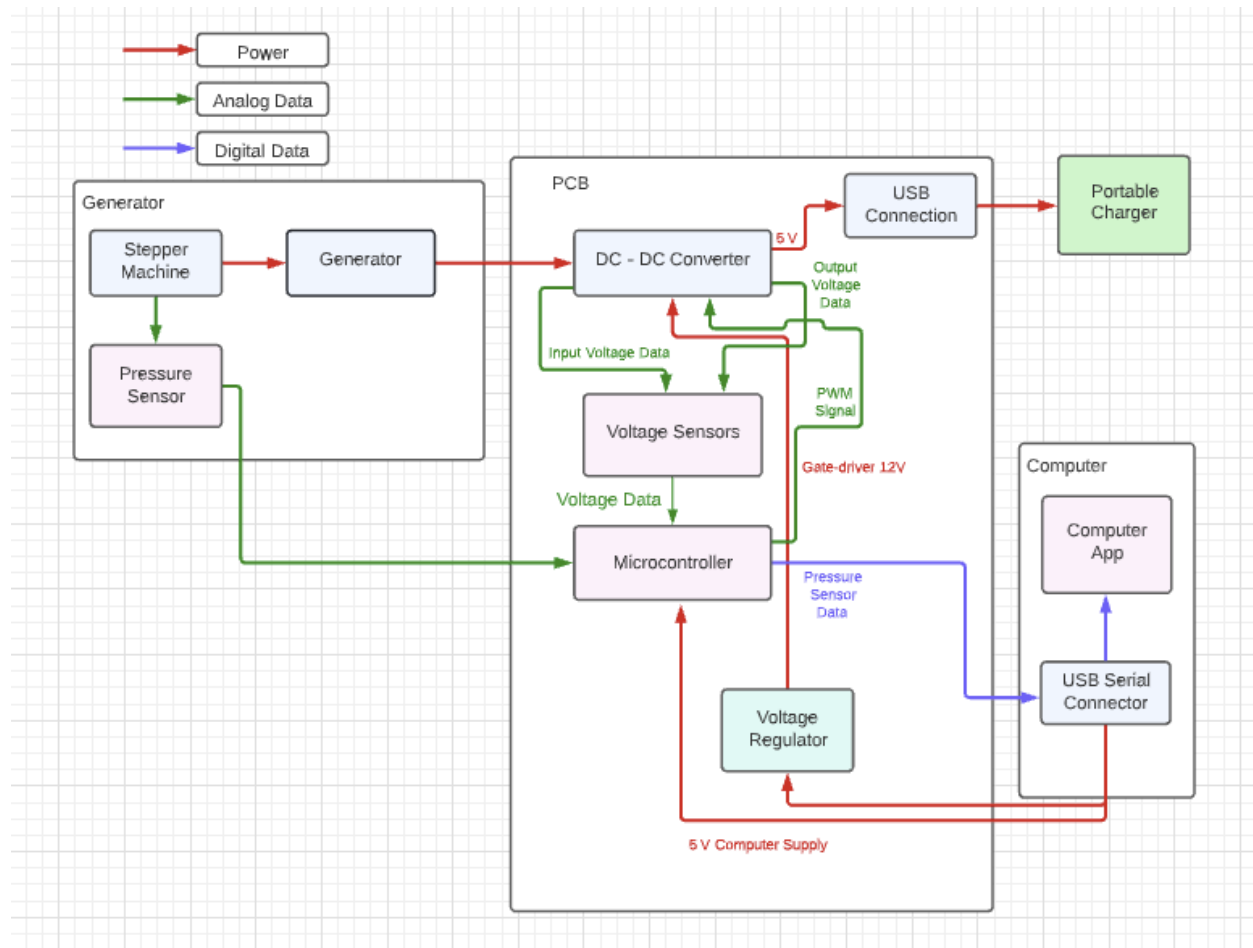 Power
Analog Data
Digital Data
Generator
Stepper
Machine
Generator
Pressure
Sensor
PCB
DC - DC Converter
5 V
USB
Connection
Portable
Charger
Output
Voltage
Data
Input Voltage Data
PWM
Signal
Voltage Sensors
Gate-driver 12V
Voltage Data
Microcontroller
Pressure
Sensor
Data
Voltage
Regulator
5 V Computer Supply
Computer
Computer
App
USB Serial
Connector